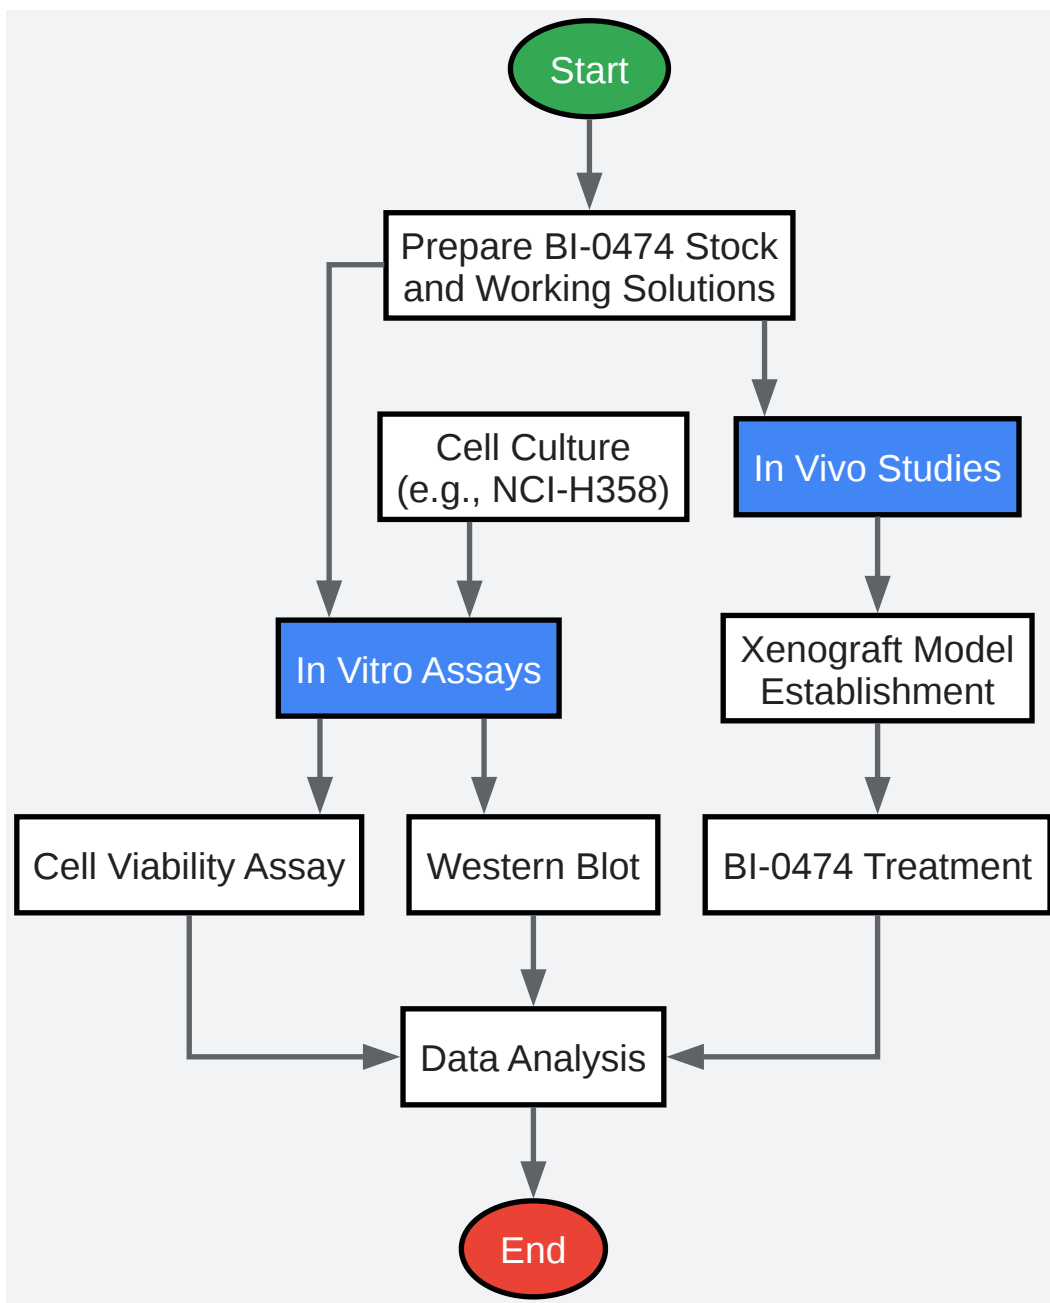 Start
Prepare BI-0474 Stock
and Working Solutions
Cell Culture
(e.g., NCI-H358)
In Vivo Studies
In Vitro Assays
Xenograft Model
Establishment
Cell Viability Assay
Western Blot
BI-0474 Treatment
Data Analysis
End